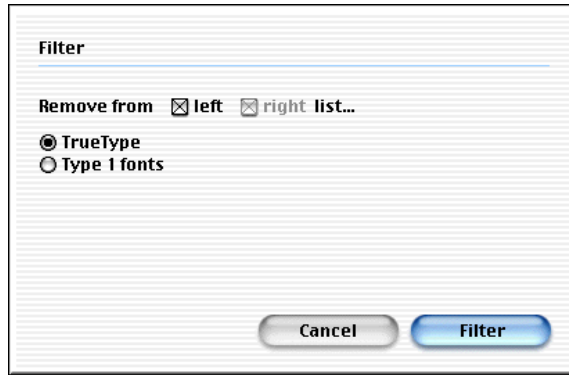 Filter
Remove from left right list...
TrueType
Type 1 fonts
Cancel Filter